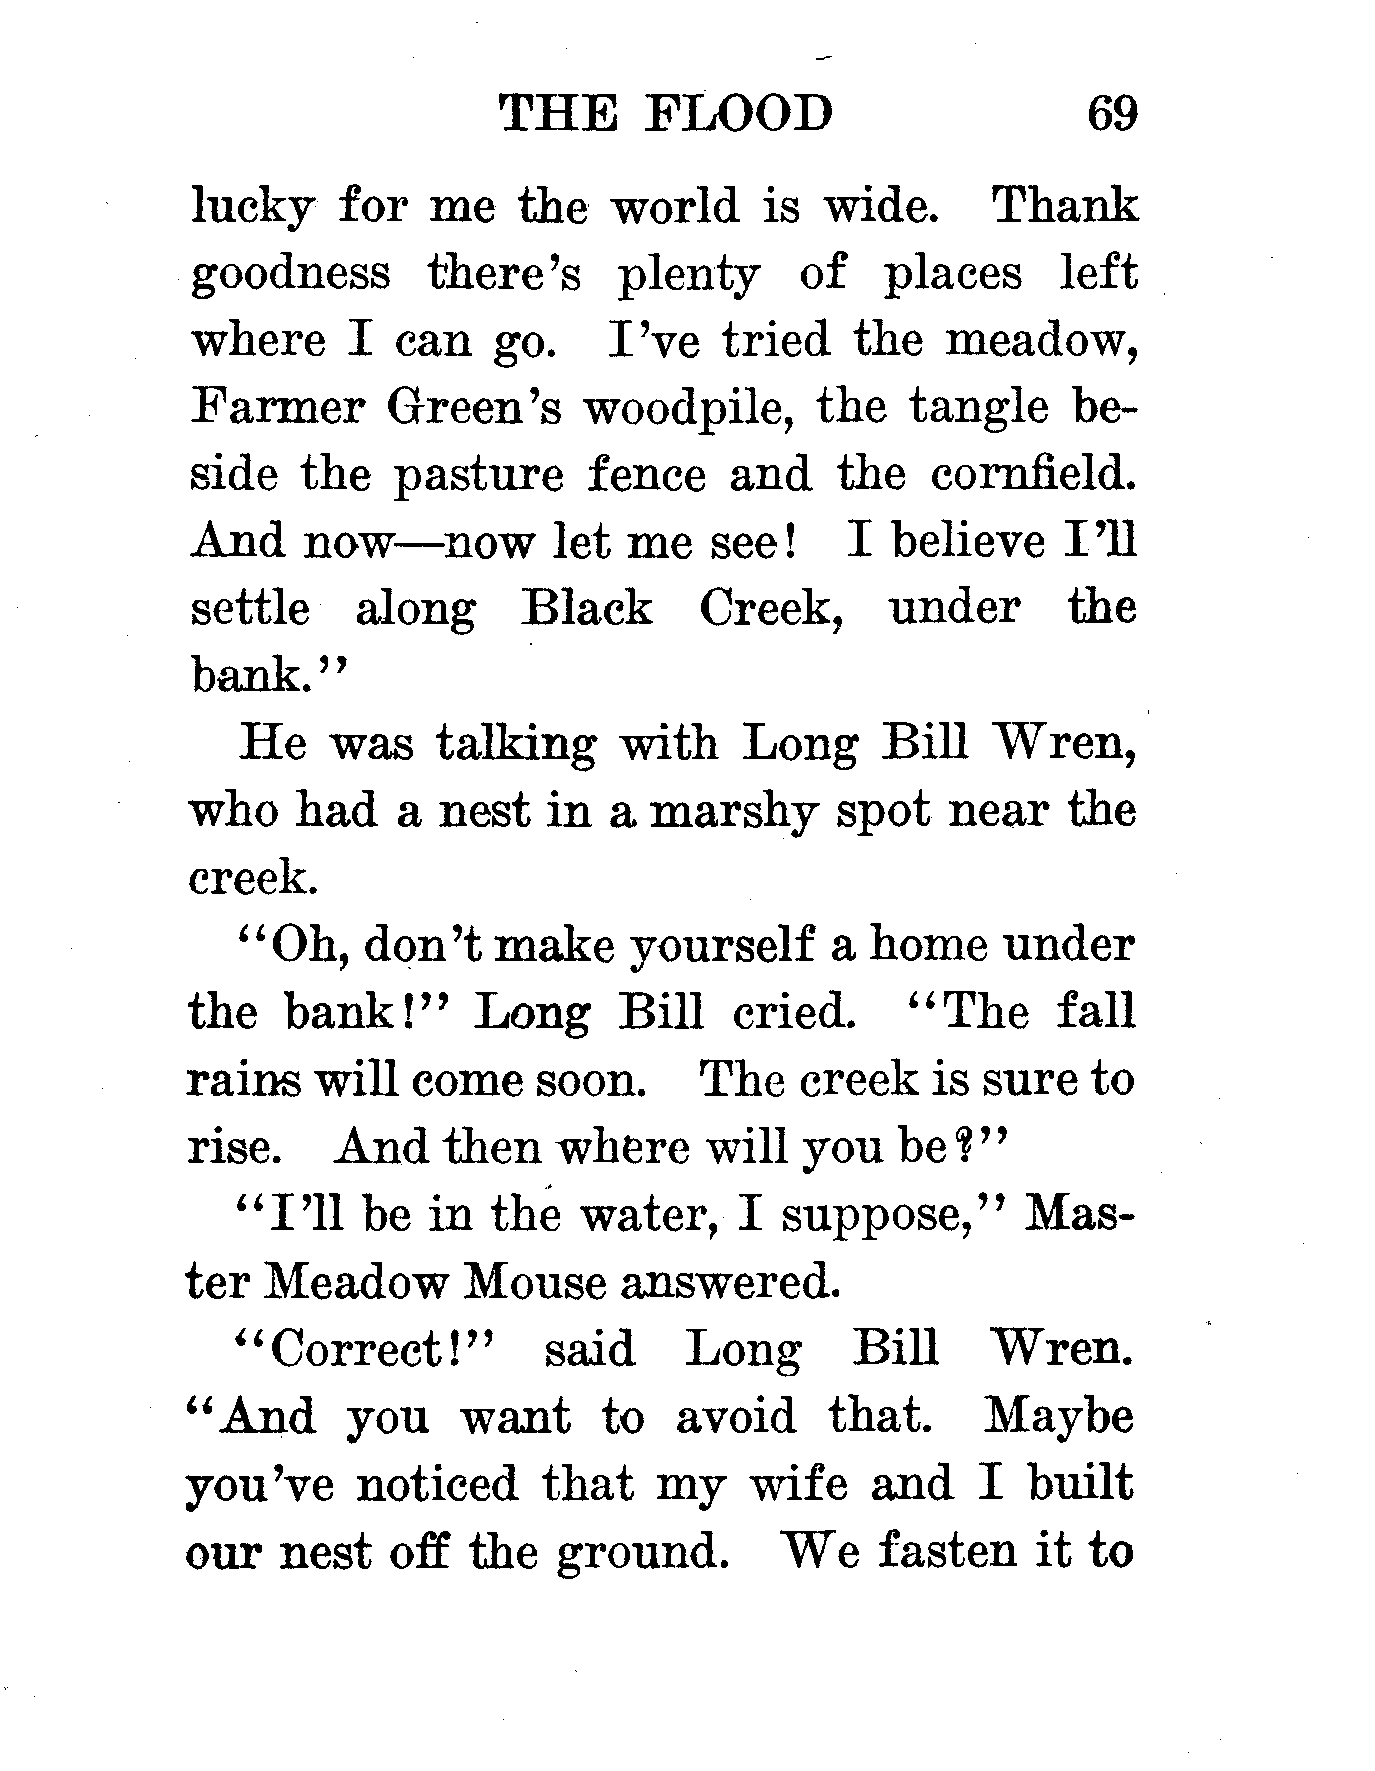 THE FLOOD 69
lucky for me the world is wide. Thank
goodness there's plenty of places left
where I can go. I've tried the meadow,
Farmer Green's woodpile, the tangle be-
side the pasture fence and the cornfield.
And now—now let me see! I believe I'll
settle along Black Creek, under the
bank."
He was talking with Long Bill Wren,
who had a nest in a marshy spot near the
creek.
"Oh, don't make yourself a home under
the bank!" Long Bill cried. "The fall
rains will come soon. The creek is sure to
rise. And then where will you be?"
"I'll be in the water, I suppose," Mas-
ter Meadow Mouse answered.
"Correct!" said Long Bill Wren.
"And you want to avoid that. Maybe
you've noticed that my wife and I built
our nest off the ground. We fasten it to